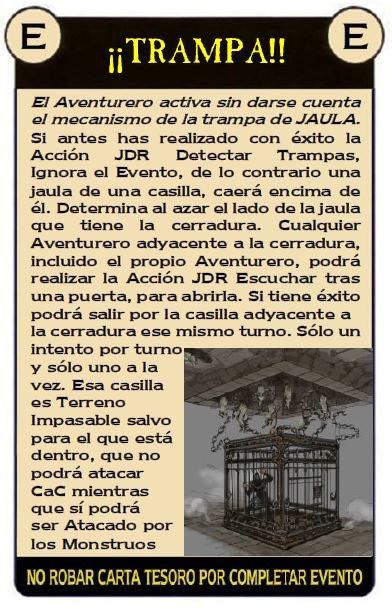 E
E
¡¡TRAMPA!!
El Aventurero activa sin darse cuenta
el mecanismo de la trampa de JAULA.
Si antes has realizado con éxito la
Acción JDR Detectar Trampas,
Ignora el Evento, de lo contrario una
jaula de una casilla, caerá encima de
él. Determina al azar el lado de la jaula
que tiene la cerradura. Cualquier
Aventurero adyacente a la cerradura,
incluido el propio Aventurero, podrá
realizar la Acción JDR Escuchar tras
una puerta, para abrirla. Si tiene éxito
podrá salir por la casilla adyacente a
la cerradura ese mismo turno. Sólo un
intento por turno
y sólo uno a la
vez. Esa casilla
es Terreno
Impasable salvo
para el que está
dentro, que no
podrá atacar
CaC mientras
que sí podrá
ser Atacado por
los Monstruos
NO ROBAR CARTA TESORO POR COMPLETAR EVENTO